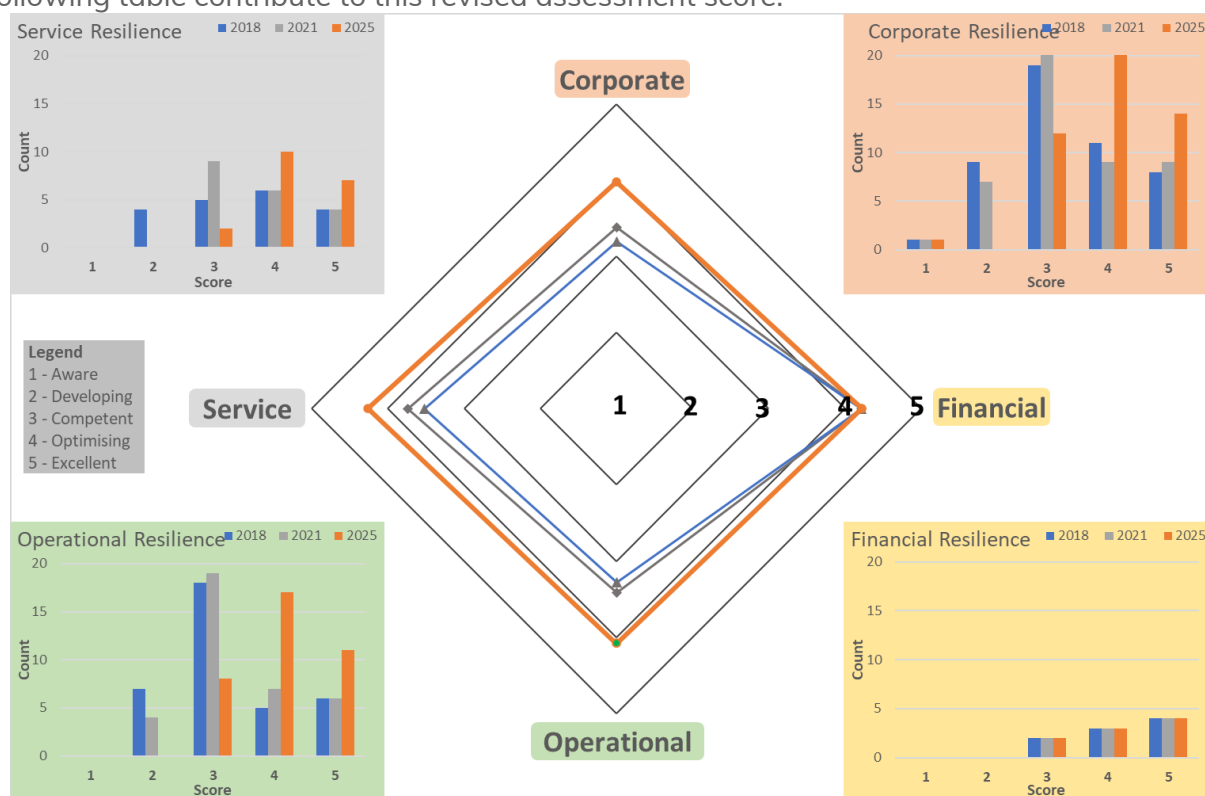 ollowing table contribute to this revised assessment score.
Service Resilience
2018 2021 2025
20
15
10
5
0
Count
1 2 3 4 5
Score
Corporate
Corporate Resilience
2018 2021 2025
20
15
10
5
0
Count
1 2 3 4 5
Score
Legend
1 - Aware
2 - Developing
3 - Competent
4 - Optimising
5 - Excellent
Service
1 2 3 4 5
Financial
Operational Resilience
2018 2021 2025
20
15
10
5
0
Count
1 2 3 4 5
Score
Operational
Financial Resilience
2018 2021 2025
20
15
10
5
0
Count
1 2 3 4 5
Score